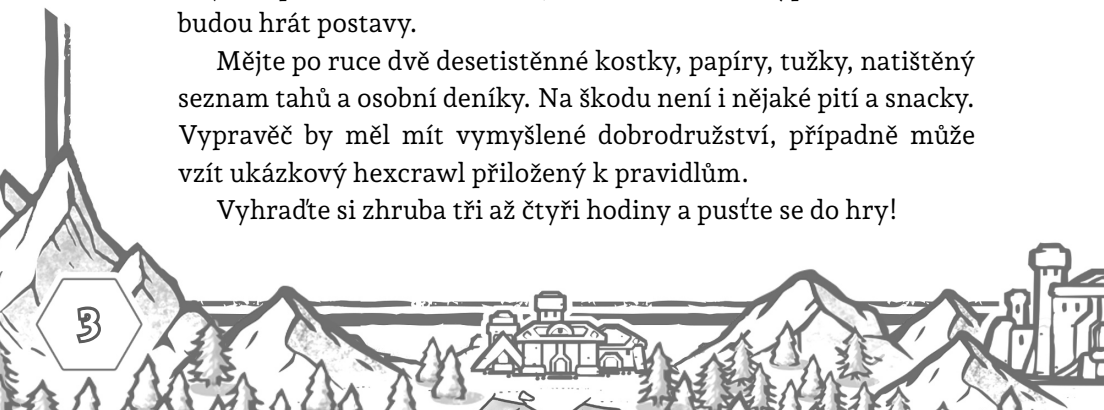 budou hrát postavy.
Mějte po ruce dvě desetistěnné kostky, papíry, tužky, natištěný
seznam tahů a osobní deníky. Na škodu není i nějaké pití a snacky.
Vypravěč by měl mít vymyšlené dobrodružství, případně může
vzít ukázkový hexcrawl přiložený k pravidlům.
Vyhraďte si zhruba tři až čtyři hodiny a pusťte se do hry!
3